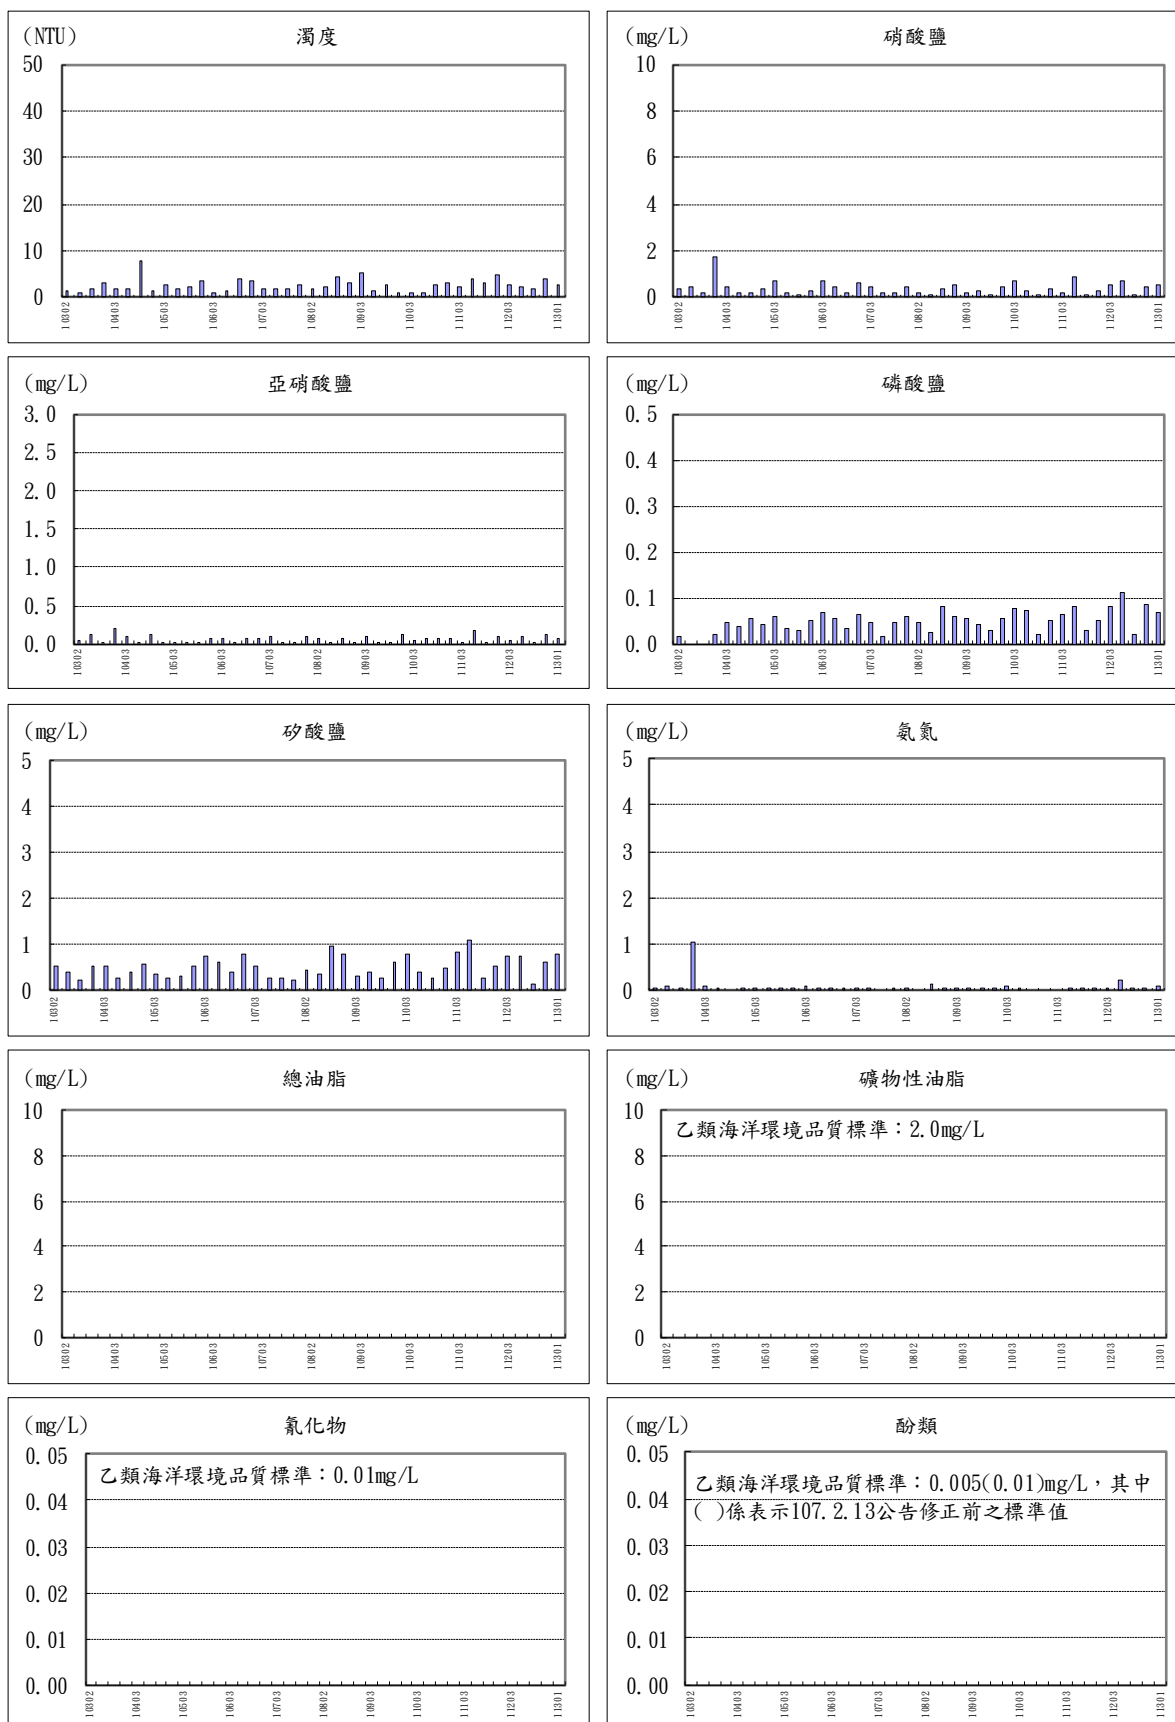 (NTU) 濁度
50
40
30
20
10
0
10302 10403 10503 10603 10703 10802 10903 11003 11103 11203 11301
(mg/L) 硝酸鹽
10
8
6
4
2
0
10302 10403 10503 10603 10703 10802 10903 11003 11103 11203 11301
(mg/L) 亞硝酸鹽
3.0
2.5
2.0
1.5
1.0
0.5
0.0
10302 10403 10503 10603 10703 10802 10903 11003 11103 11203 11301
(mg/L) 磷酸鹽
0.5
0.4
0.3
0.2
0.1
0.0
10302 10403 10503 10603 10703 10802 10903 11003 11103 11203 11301
(mg/L) 矽酸鹽
5
4
3
2
1
0
10302 10403 10503 10603 10703 10802 10903 11003 11103 11203 11301
(mg/L) 氨氮
5
4
3
2
1
0
10302 10403 10503 10603 10703 10802 10903 11003 11103 11203 11301
(mg/L) 總油脂
10
8
6
4
2
0
10302 10403 10503 10603 10703 10802 10903 11003 11103 11203 11301
(mg/L) 礦物性油脂
10
乙類海洋環境品質標準：2.0mg/L
8
6
4
2
0
10302 10403 10503 10603 10703 10802 10903 11003 11103 11203 11301
(mg/L) 氰化物
0.05
乙類海洋環境品質標準：0.01mg/L
0.04
0.03
0.02
0.01
0.00
10302 10403 10503 10603 10703 10802 10903 11003 11103 11203 11301
(mg/L) 酚類
0.05
乙類海洋環境品質標準：0.005(0.01)mg/L，其中
( )係表示107.2.13公告修正前之標準值
0.04
0.03
0.02
0.01
0.00
10302 10403 10503 10603 10703 10802 10903 11003 11103 11203 11301